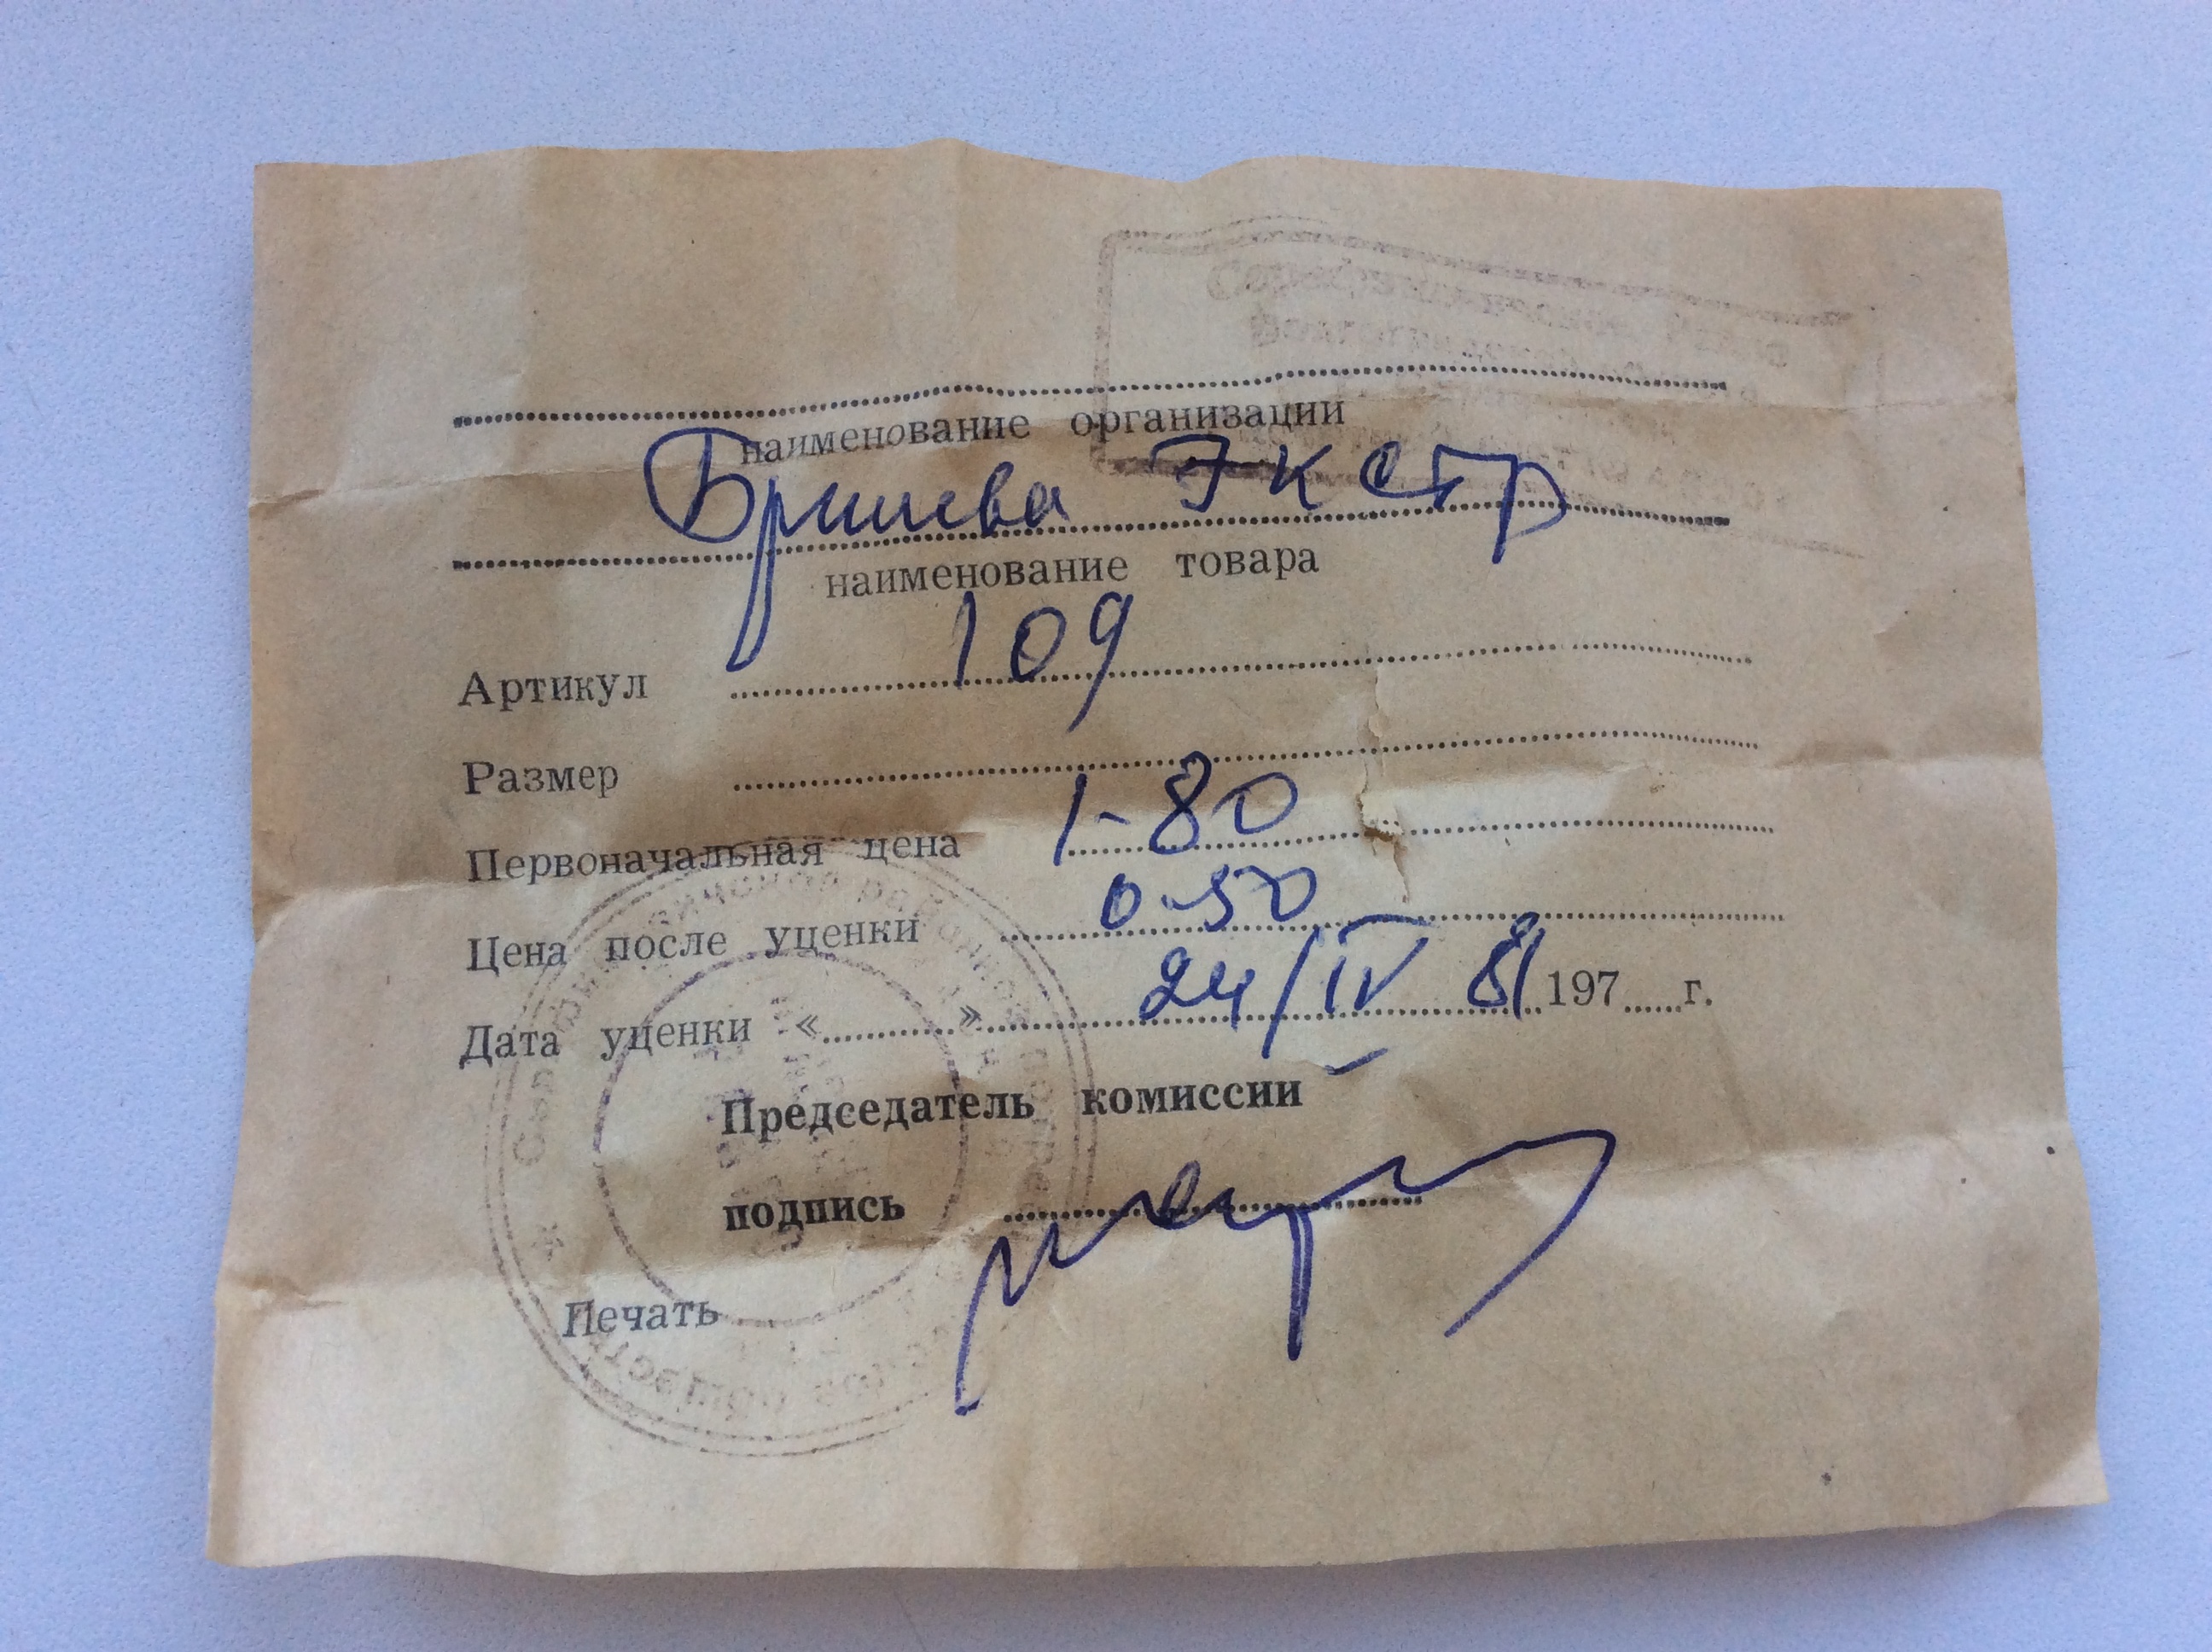 наименование организации
экстр
наименование товара
Артикул 109
Размер
Первоначальная цена 1-80
Цена после уценки 0-50
Дата уценки « » 24/IV 81 197 г.
Председатель комиссии
подпись
Печать